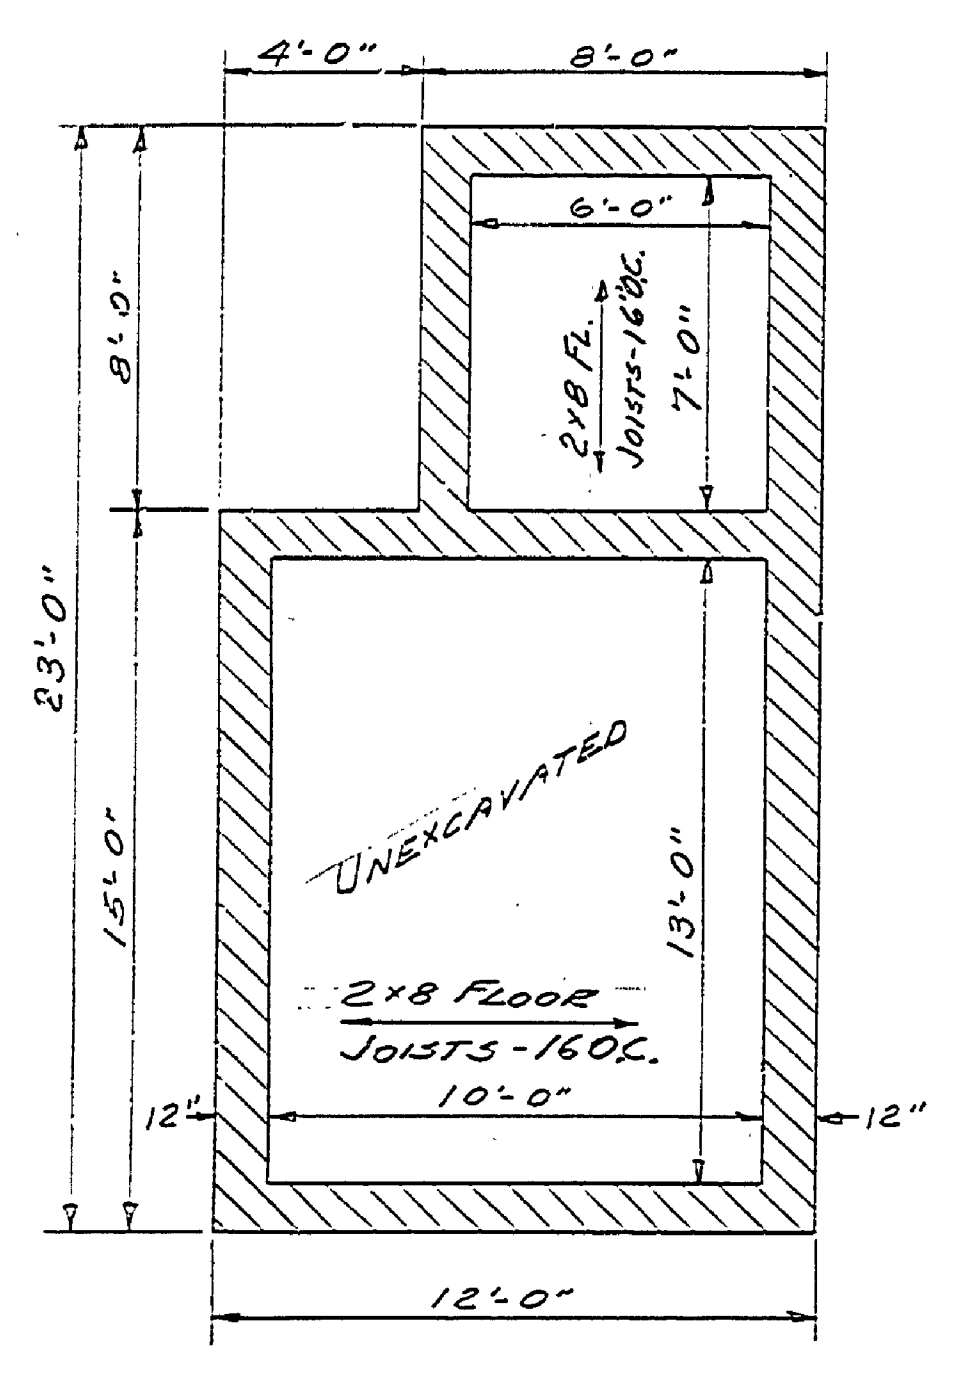 4'-0"
8'-0"
6'-0"
2x8 FL.
JOISTS-16"O.C.
7'-0"
8'-0"
23'-0"
15'-0"
UNEXCAVATED
13'-0"
2x8 FLOOR
JOISTS-16O.C.
10'-0"
12"
12"
12'-0"